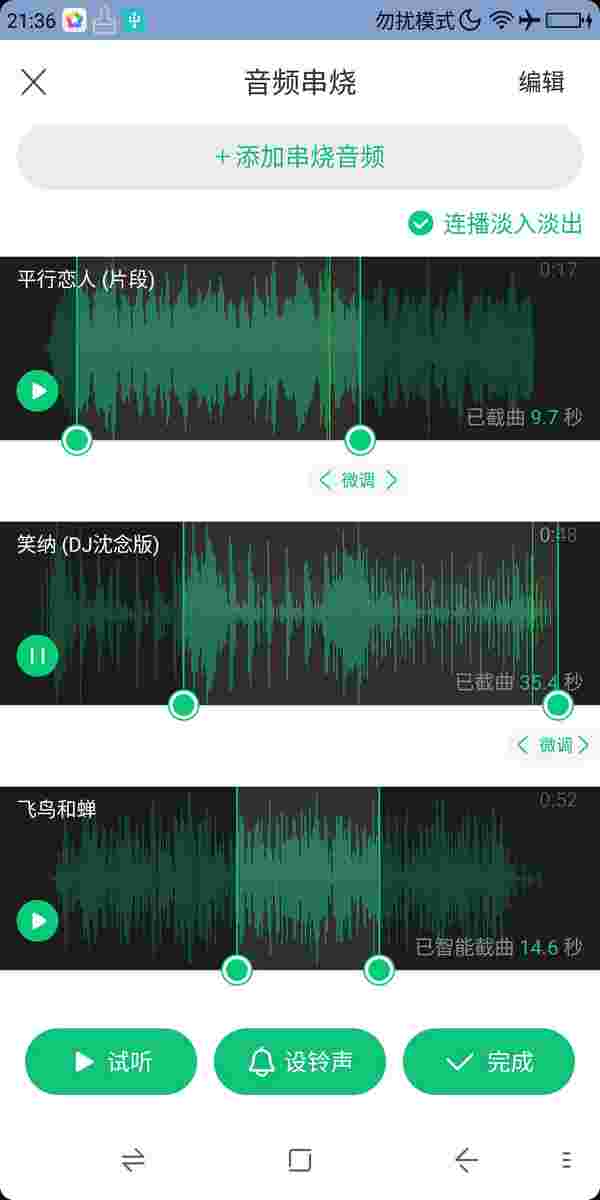 21:36 勿扰模式
音频串烧 编辑
+添加串烧音频
连播淡入淡出
平行恋人 (片段) 0:17
已截曲 9.7 秒
微调
笑纳 (DJ沈念版) 0:48
已截曲 35.4 秒
微调
飞鸟和蝉 0:52
已智能截曲 14.6 秒
试听 设铃声 完成